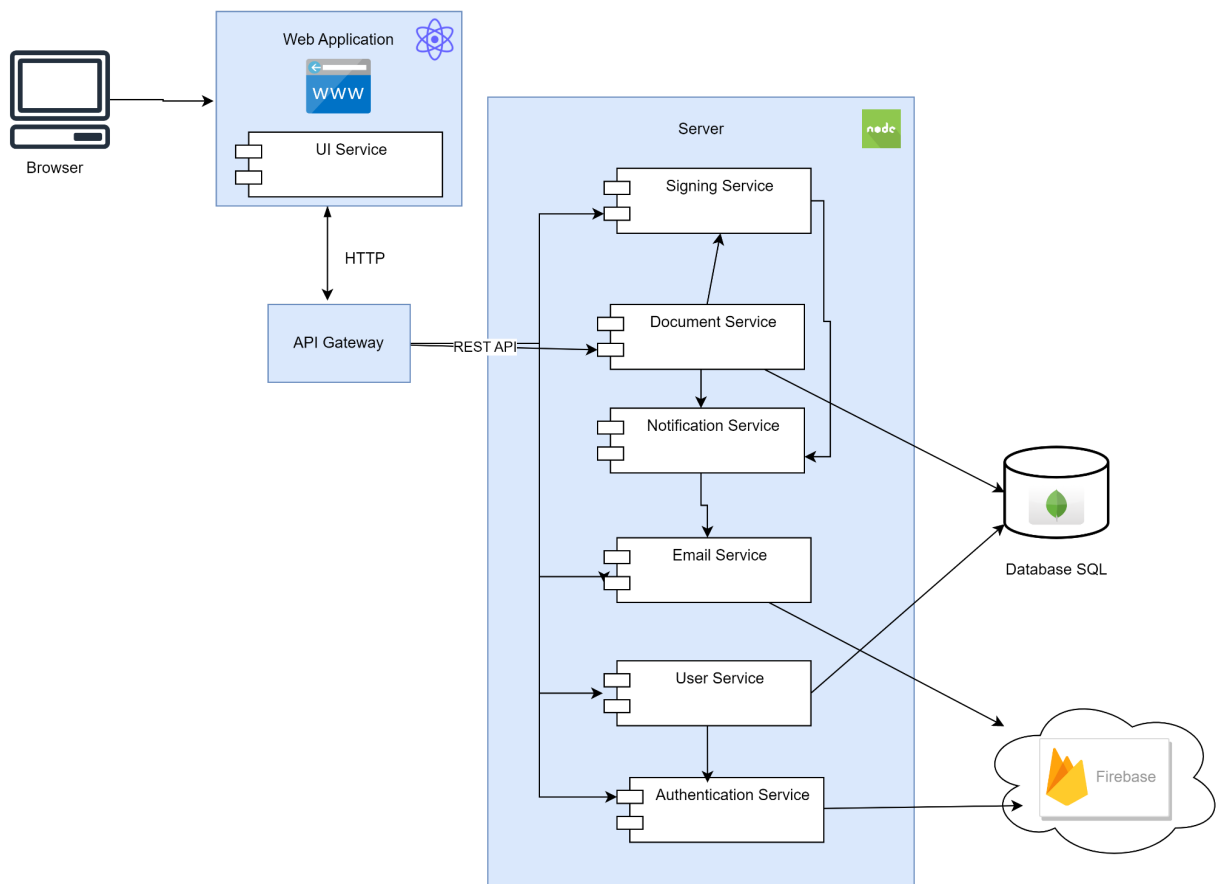 Web Application
www
Browser
UI Service
HTTP
API Gateway
REST API
Server
node
Signing Service
Document Service
Notification Service
Email Service
User Service
Authentication Service
Database SQL
Firebase